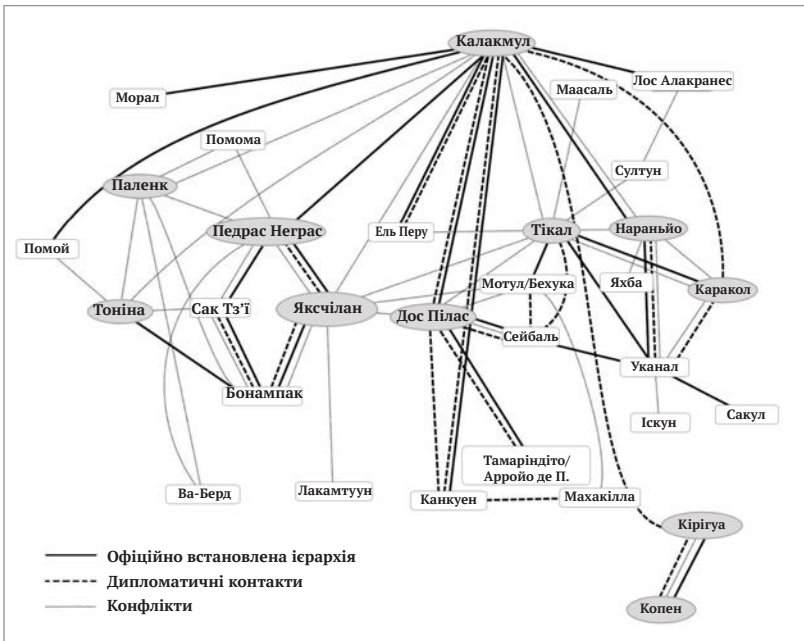 Калакмул
Лос Алакранес
Маасаль
Морал
Помома
Султун
Паленк
Педрас Неграс
Ель Перу
Тікал
Нараньйо
Помой
Мотул/Бехука
Яхба
Каракол
Тоніна
Сак Тз’ї
Яксчілан
Дос Пілас
Сейбаль
Уканал
Бонампак
Іскун
Сакул
Тамаріндіто/
Арройо де П.
Ва-Берд
Лакамтуун
Канкуен
Махакілла
Кірігуа
Офіційно встановлена ієрархія
Дипломатичні контакти
Конфлікти
Копен